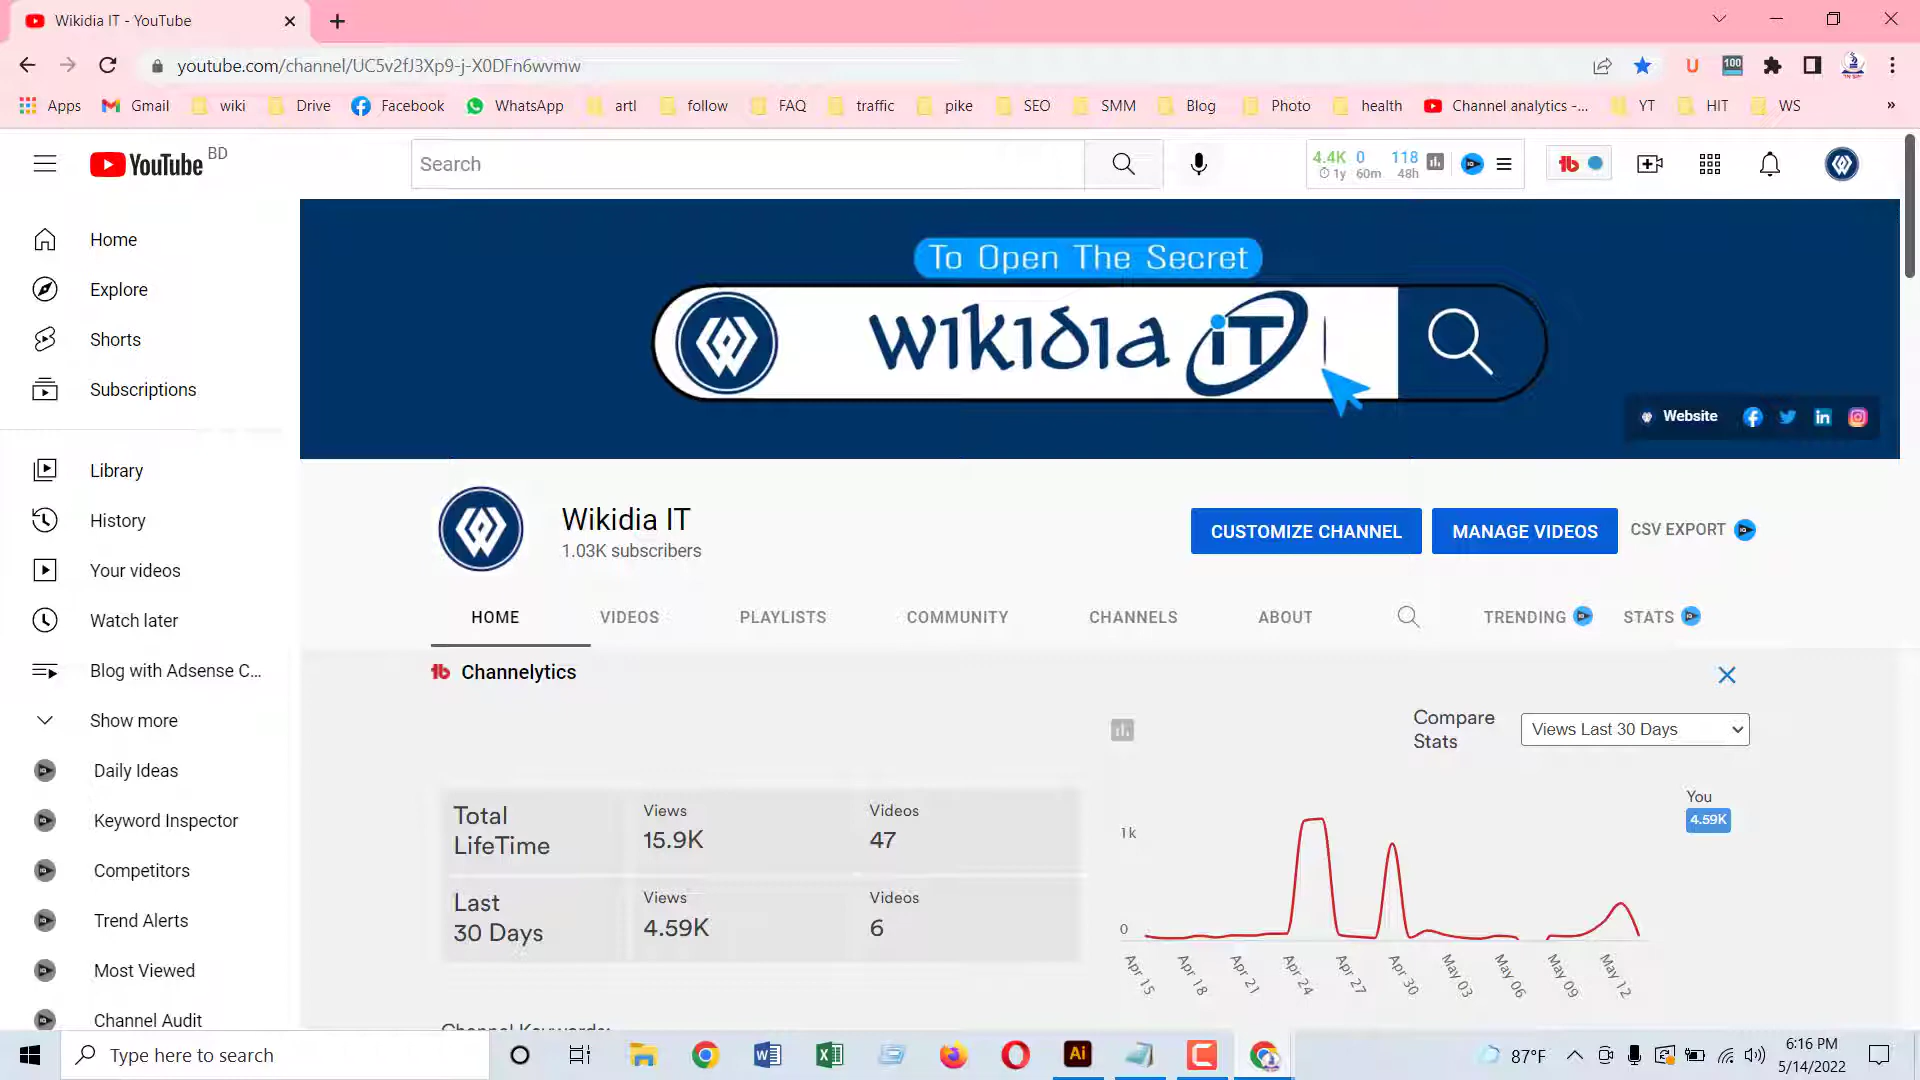 Wikidia IT - YouTube
youtube.com/channel/UC5v2fJ3Xp9-j-X0DFn6wvmw
U
100
Apps
Gmail
wiki
Drive
Facebook
WhatsApp
artl
follow
FAQ
traffic
pike
SEO
SMM
Blog
Photo
health
Channel analytics -...
YT
HIT
WS
»
YouTube BD
Search
4.4K 0 118
1y 60m 48h
tb
Home
Explore
Shorts
Subscriptions
Library
History
Your videos
Watch later
Blog with Adsense C...
Show more
Daily Ideas
Keyword Inspector
Competitors
Trend Alerts
Most Viewed
Channel Audit
To Open The Secret
wikidia iT
Website
Wikidia IT
1.03K subscribers
CUSTOMIZE CHANNEL
MANAGE VIDEOS
CSV EXPORT
HOME
VIDEOS
PLAYLISTS
COMMUNITY
CHANNELS
ABOUT
TRENDING
STATS
tb Channelytics
Compare
Stats
Views Last 30 Days
Total
LifeTime
Views
15.9K
Videos
47
Last
30 Days
Views
4.59K
Videos
6
You
4.59K
1k
0
Apr 15
Apr 18
Apr 21
Apr 24
Apr 27
Apr 30
May 03
May 06
May 09
May 12
Channel Keywords:
Type here to search
Ai
87°F
6:16 PM
5/14/2022